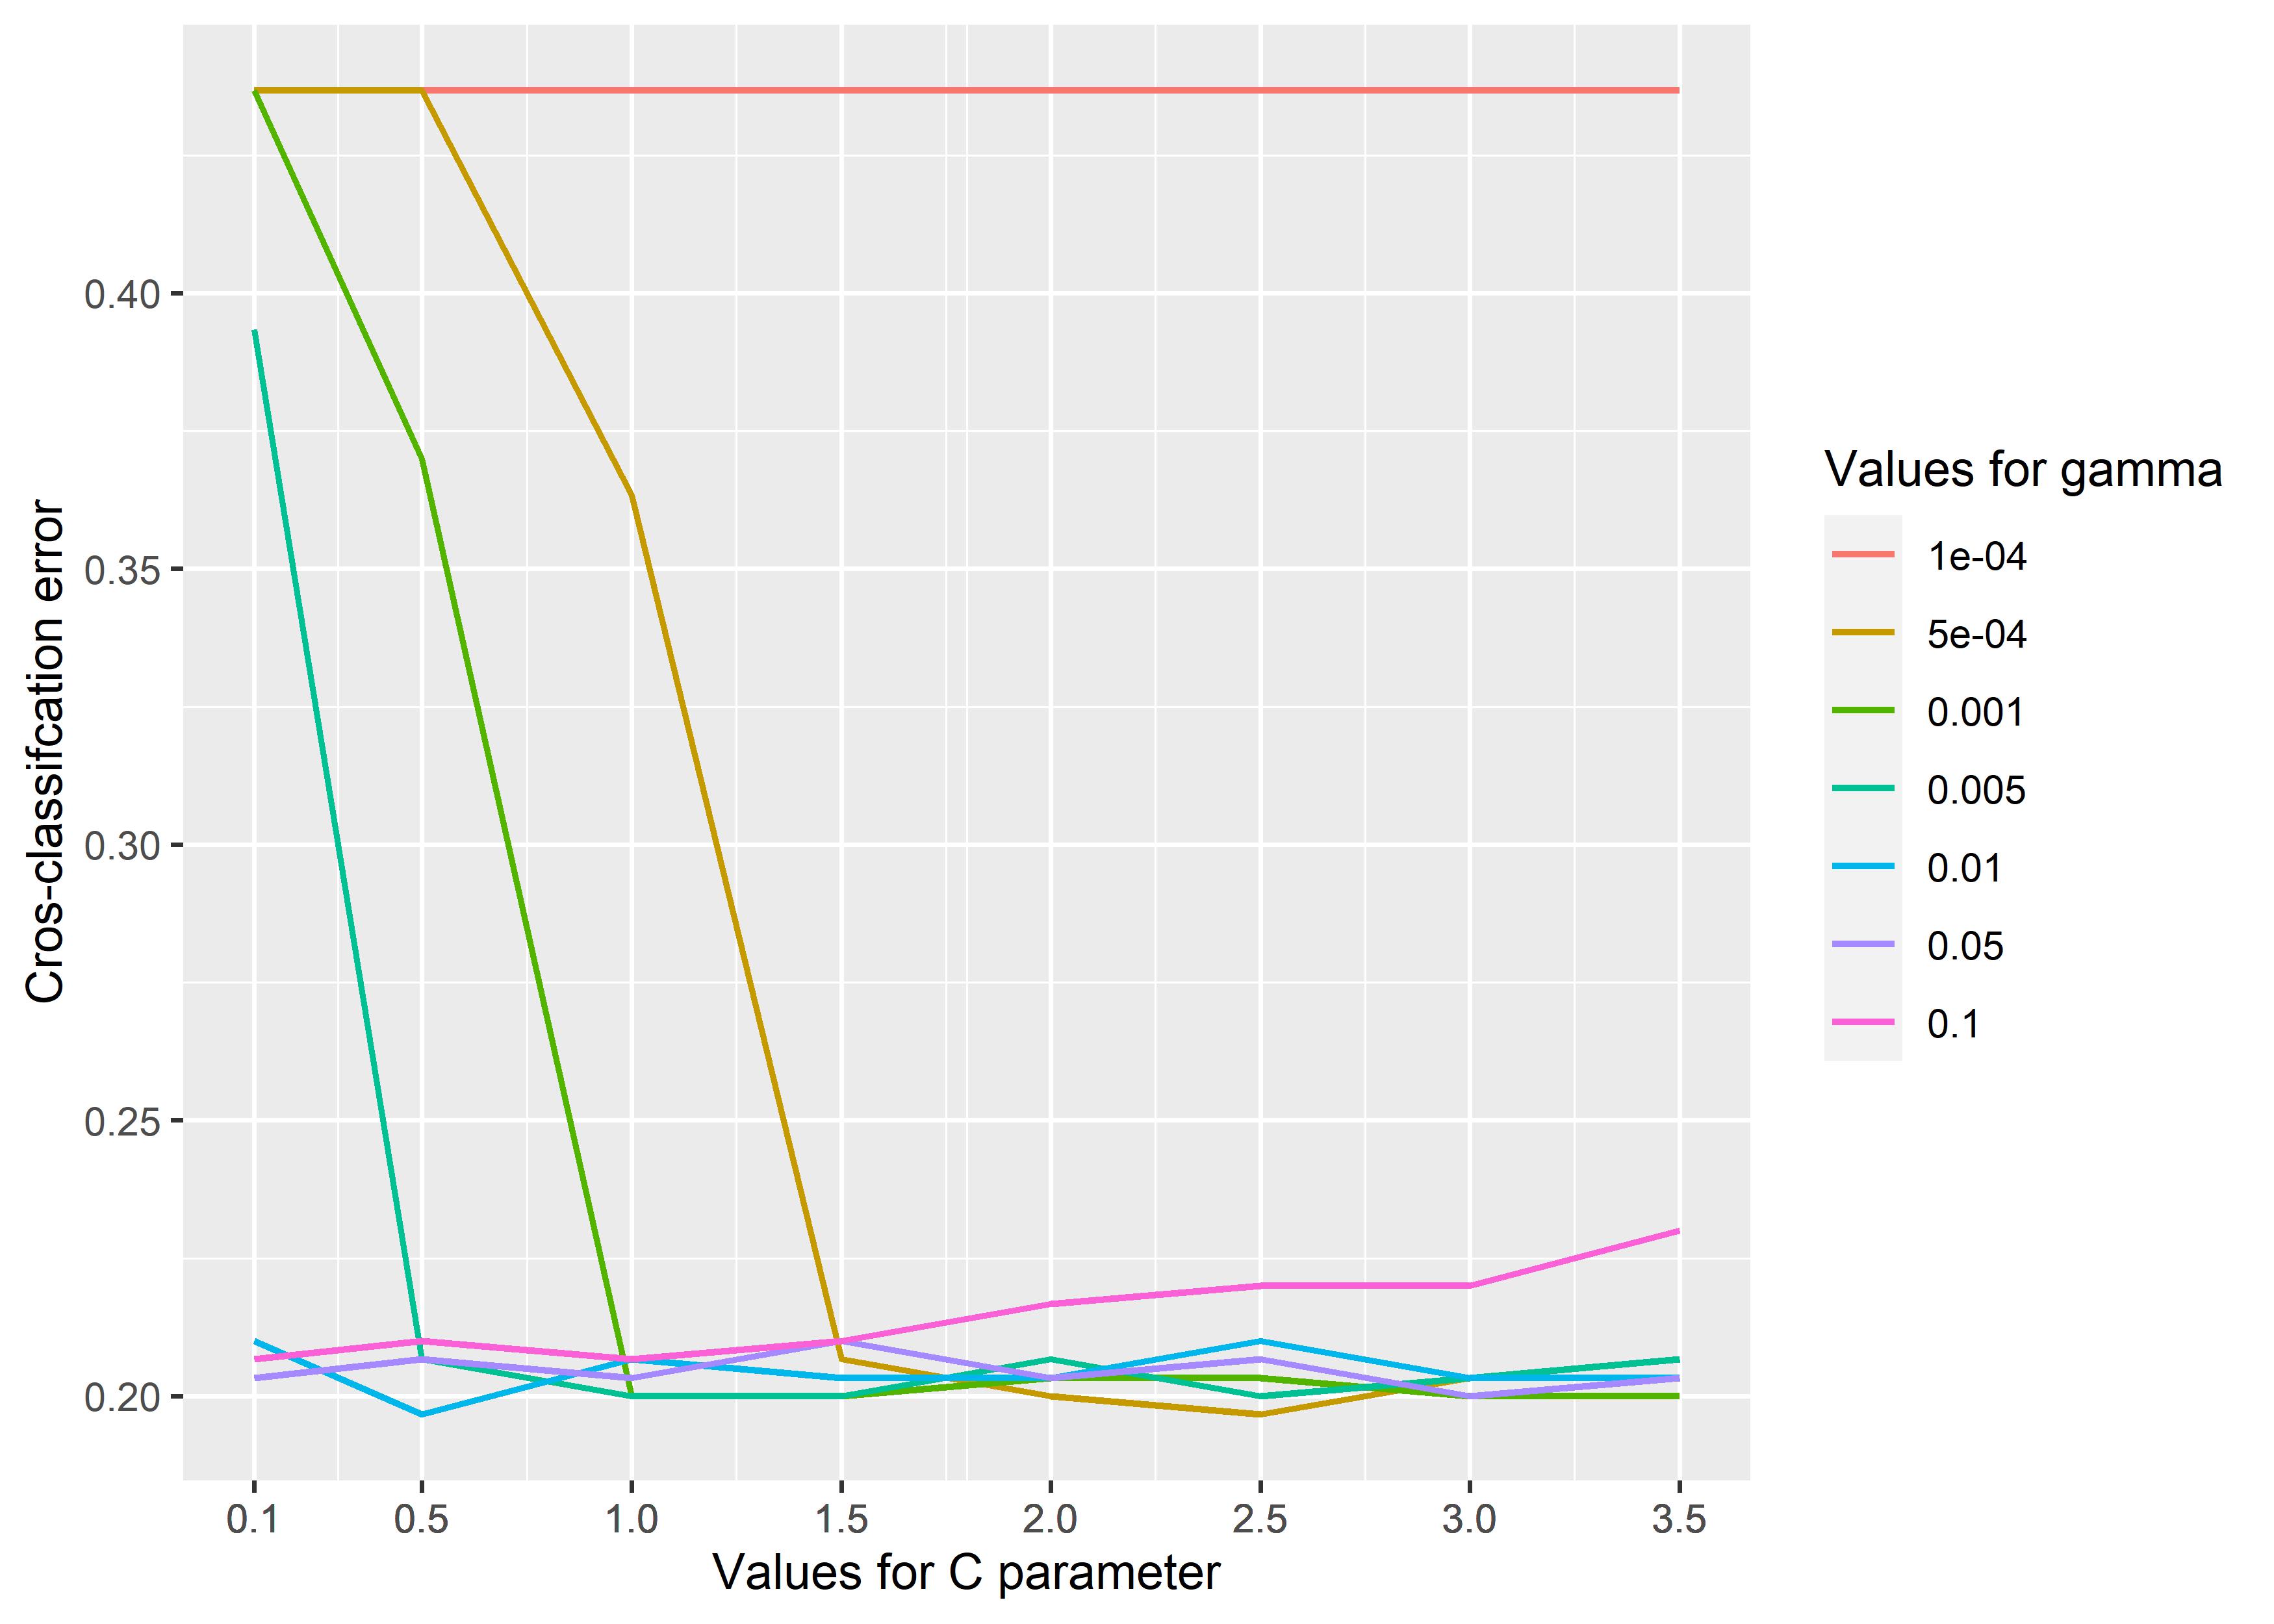 Cros-classifcation error
0.40
0.35
0.30
0.25
0.20
0.1 0.5 1.0 1.5 2.0 2.5 3.0 3.5
Values for C parameter
Values for gamma
1e-04
5e-04
0.001
0.005
0.01
0.05
0.1